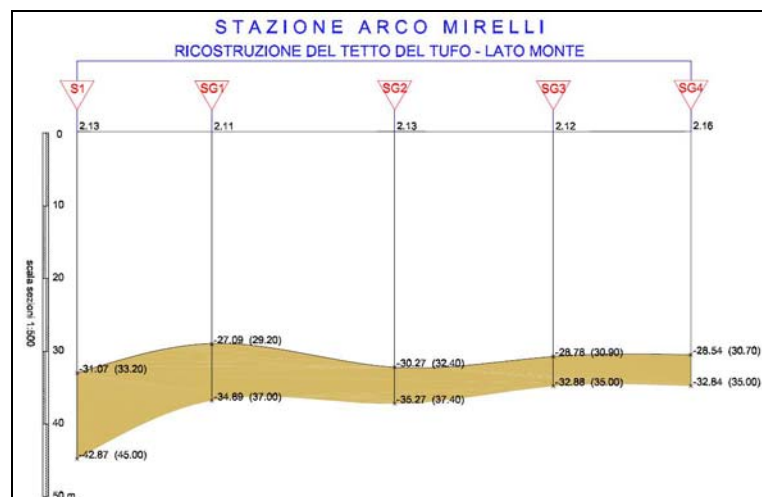 STAZIONE ARCO MIRELLI
RICOSTRUZIONE DEL TETTO DEL TUFO - LATO MONTE
S1 SG1 SG2 SG3 SG4
0 2.13 2.11 2.13 2.12 2.16
10
20
scala sezioni 1:500
30
-31.07 (33.20) -27.09 (29.20) -30.27 (32.40) -28.78 (30.90) -28.54 (30.70)
-34.89 (37.00) -35.27 (37.40) -32.88 (35.00) -32.84 (35.00)
40
-42.87 (45.00)
50 m